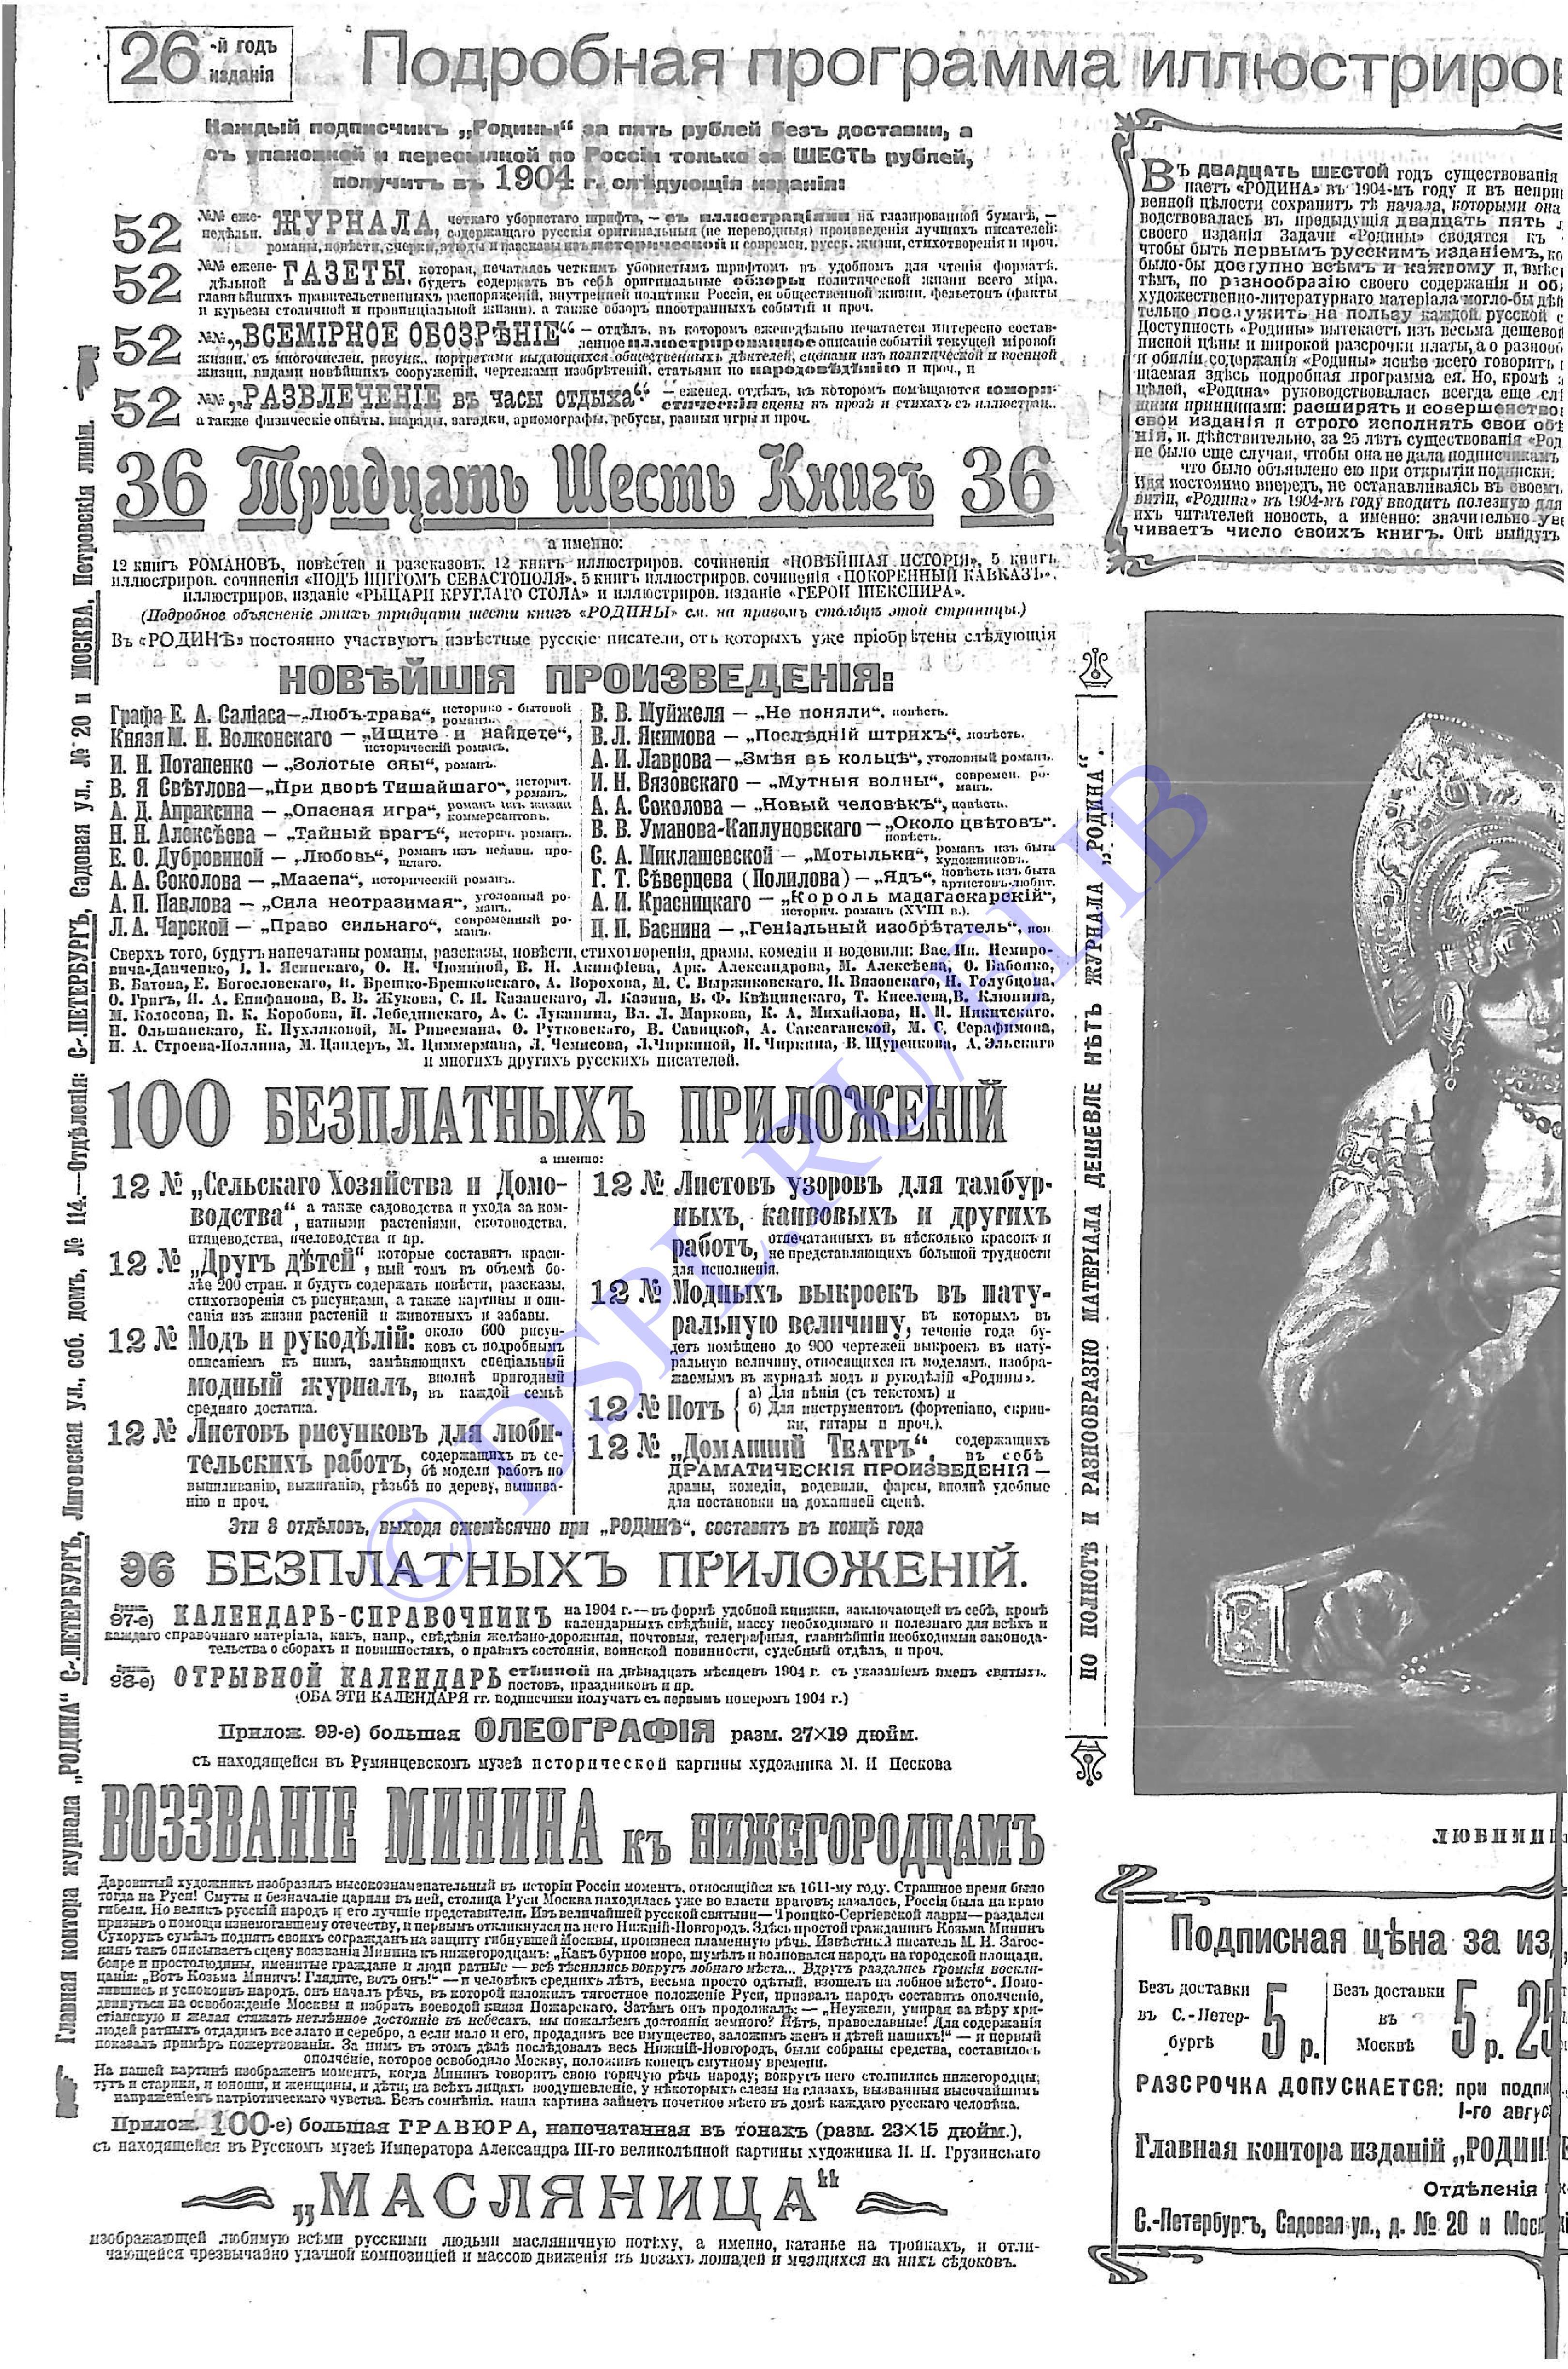 26-й годъ изданія
Подробная программа иллюстриров
Каждый подписчикъ „Родины“ за пять рублей безъ доставки, а
съ упаковкой и пересылкой по Россіи только за ШЕСТЬ рублей,
получитъ въ 1904 г. слѣдующія изданія:
52 №№ еженедѣльн. ЖУРНАЛА, четкаго убористаго шрифта, — съ иллюстраціями на глазированной бумагѣ, —
содержащаго русскія оригинальныя (не переводныя) произведенія лучшихъ писателей:
романы, повѣсти, очерки, этюды и разсказы изъ исторической и современ. русск. жизни, стихотворенія и проч.
52 №№ еженедѣльной ГАЗЕТЫ, которая, печатаясь четкимъ убористымъ шрифтомъ въ удобномъ для чтенія форматѣ,
будетъ содержать въ себѣ оригинальные обзоры политической жизни всего міра,
главнѣйшихъ правительственныхъ распоряженій, внутренней политики Россіи, ея общественной жизни, фельетонъ (факты
и курьезы столичной и провинціальной жизни), а также обзоръ иностранныхъ событій и проч.
52 №№ „ВСЕМІРНОЕ ОБОЗРѢНІЕ“ — отдѣлъ, въ которомъ еженедѣльно печатается интересно составленное иллюстрированное описаніе событій текущей міровой
жизни, съ многочислен. рисунк., портретами выдающихся общественныхъ дѣятелей, сценами изъ политической и военной
жизни, видами новѣйшихъ сооруженій, чертежами изобрѣтеній, статьями по народовѣдѣнію и проч., и
52 №№ „РАЗВЛЕЧЕНІЕ въ часы отдыха“ — еженед. отдѣлъ, въ которомъ помѣщаются юмористическія сцены въ прозѣ и стихахъ съ иллюстрац.,
а также физическіе опыты, шарады, загадки, ариөмографы, ребусы, разныя игры и проч.
36 Тридцать Шесть Книгъ 36
а именно:
12 книгъ РОМАНОВЪ, повѣстей и разсказовъ. 12 книгъ иллюстриров. сочиненія «НОВѢЙШАЯ ИСТОРІЯ», 5 книгъ
иллюстриров. сочиненія «ПОДЪ ЩИТОМЪ СЕВАСТОПОЛЯ», 5 книгъ иллюстриров. сочиненія «ПОКОРЕННЫЙ КАВКАЗЪ»,
иллюстриров. изданіе «РЫЦАРИ КРУГЛАГО СТОЛА» и иллюстриров. изданіе «ГЕРОИ ШЕКСПИРА».
(Подробное объясненіе этихъ тридцати шести книгъ «РОДИНЫ» см. на правомъ столбцѣ этой страницы.)
Въ «РОДИНѢ» постоянно участвуютъ извѣстные русскіе писатели, отъ которыхъ уже пріобрѣтены слѣдующія
НОВѢЙШІЯ ПРОИЗВЕДЕНІЯ:
Графа Е. А. Саліаса—„Любъ-трава“, историко-бытовой романъ.
Князя М. Н. Волконскаго — „Ищите и найдете“, историческій романъ.
И. Н. Потапенко — „Золотые сны“, романъ.
В. Я Свѣтлова—„При дворѣ Тишайшаго“, историч. романъ.
А. Д. Апраксина — „Опасная игра“, романъ изъ жизни коммерсантовъ.
Н. Н. Алексѣева — „Тайный врагъ“, историч. романъ.
Е. О. Дубровиной — „Любовь“, романъ изъ недавн. прошлаго.
А. А. Соколова — „Мазепа“, историческій романъ.
А. П. Павлова — „Сила неотразимая“, уголовный романъ.
Л. А. Чарской — „Право сильнаго“, современный романъ.
В. В. Муйжеля — „Не поняли“, повѣсть.
В. Л. Якимова — „Послѣдній штрихъ“, повѣсть.
А. И. Лаврова—„Змѣя въ кольцѣ“, уголовный романъ.
И. Н. Вязовскаго — „Мутныя волны“, современ. романъ.
А. А. Соколова — „Новый человѣкъ“, повѣсть.
В. В. Уманова-Каплуновскаго — „Около цвѣтовъ“, повѣсть.
С. А. Миклашевской — „Мотыльки“, романъ изъ быта художниковъ.
Г. Т. Сѣверцева (Полилова) — „Ядъ“, повѣсть изъ быта артистовъ-любит.
А. И. Красницкаго — „Король мадагаскарскій“, историч. романъ (XVIII в.).
П. П. Баснина — „Геніальный изобрѣтатель“, пов.
Сверхъ того, будутъ напечатаны романы, разсказы, повѣсти, стихотворенія, драмы, комедіи и водевили: Вас. Ив. Немировича-Данченко, І. І. Ясинскаго, О. Н. Чюминой, В. Н. Акинфіева, Арк. Александрова, М. Алексѣева, О. Бабенко,
В. Батова, Е. Богословскаго, Н. Брешко-Брешковскаго, А. Ворохова, М. С. Выржиковскаго, И. Вязовскаго, Н. Голубцова,
О. Григъ, И. А. Епифанова, В. В. Жукова, С. И. Казанскаго, Л. Казина, В. Ф. Квѣцинскаго, Т. Киселева, В. Клюпина,
М. Колосова, П. К. Коробова, П. Лебединскаго, А. С. Луканина, Вл. Л. Маркова, К. А. Михайлова, Н. Н. Никитскаго,
Н. Ольшанскаго, К. Пухляковой, М. Ривесмана, Ө. Рутковскаго, В. Савицкой, А. Саксаганской, М. С. Серафимова,
Н. А. Строева-Поллина, М. Цандеръ, М. Циммермана, Л. Чемисова, Л. Чиркиной, Н. Чиркина, В. Щуренкова, А. Эльскаго
и многихъ другихъ русскихъ писателей.
100 БЕЗПЛАТНЫХЪ ПРИЛОЖЕНІЙ
а именно:
12 № „Сельскаго Хозяйства и Домоводства“, а также садоводства и ухода за комнатными растеніями, скотоводства,
птицеводства, пчеловодства и пр.
12 № „Другъ дѣтей“, которые составятъ красивый томъ въ объемѣ болѣе 200 стран. и будутъ содержать повѣсти, разсказы,
стихотворенія съ рисунками, а также картины и описанія изъ жизни растеній и животныхъ и забавы.
12 № Модъ и рукодѣлій: около 600 рисунковъ съ подробнымъ
описаніемъ къ нимъ, замѣняющихъ спеціальный
модный журналъ, вполнѣ пригодный въ каждой семьѣ
средняго достатка.
12 № Листовъ рисунковъ для любительскихъ работъ, содержащихъ въ себѣ модели работъ по
выпиливанію, выжиганію, рѣзьбѣ по дереву, вышиванію и проч.
12 № Листовъ узоровъ для тамбурныхъ, канвовыхъ и другихъ
работъ, отпечатанныхъ въ нѣсколько красокъ и не представляющихъ большой трудности
для исполненія.
12 № Модныхъ выкроекъ въ натуральную величину, въ которыхъ въ теченіе года будетъ помѣщено до 900 чертежей выкроекъ въ натуральную величину, относящихся къ моделямъ, изображаемымъ въ журналѣ модъ и рукодѣлій «Родины».
12 № Нотъ { а) Для пѣнія (съ текстомъ) и
б) Для инструментовъ (фортепіано, скрипки, гитары и проч.).
12 № „Домашній Театръ“, содержащихъ въ себѣ
ДРАМАТИЧЕСКІЯ ПРОИЗВЕДЕНІЯ —
драмы, комедіи, водевили, фарсы, вполнѣ удобные
для постановки на домашней сценѣ.
Эти 8 отдѣловъ, выходя ежемѣсячно при „РОДИНѢ“, составятъ въ концѣ года
96 БЕЗПЛАТНЫХЪ ПРИЛОЖЕНІЙ.
97-е) КАЛЕНДАРЬ-СПРАВОЧНИКЪ на 1904 г.—въ формѣ удобной книжки, заключающей въ себѣ, кромѣ
календарныхъ свѣдѣній, массу необходимаго и полезнаго для всѣхъ и
каждаго справочнаго матеріала, какъ, напр., свѣдѣнія желѣзно-дорожныя, почтовыя, телеграфныя, главнѣйшія необходимыя законодательства о сборахъ и повинностяхъ, о правахъ состоянія, воинской повинности, судебный отдѣлъ, и проч.
98-е) ОТРЫВНОЙ КАЛЕНДАРЬ стѣнной на двѣнадцать мѣсяцевъ 1904 г. съ указаніемъ именъ святыхъ,
постовъ, праздниковъ и пр.
(ОБА ЭТИ КАЛЕНДАРЯ гг. подписчики получатъ съ первымъ номеромъ 1904 г.)
Прилож. 99-е) большая ОЛЕОГРАФІЯ разм. 27×19 дюйм.
съ находящейся въ Румянцевскомъ музеѣ исторической картины художника М. И Пескова
ВОЗЗВАНІЕ МИНИНА къ НИЖЕГОРОДЦАМЪ
Даровитый художникъ изобразилъ высокознаменательный въ исторіи Россіи моментъ, относящійся къ 1611-му году. Страшное время было
тогда на Руси! Смуты и безначаліе царили въ ней, столица Руси Москва находилась уже во власти враговъ; казалось, Россія была на краю
гибели. Но великъ русскій народъ и его лучшіе представители. Изъ величайшей русской святыни—Троицко-Сергіевской лавры—раздался
призывъ о помощи изнемогавшему отечеству, и первымъ откликнулся на него Нижній-Новгородъ. Здѣсь простой гражданинъ Козьма Мининъ
Сухорукъ сумѣлъ поднять своихъ согражданъ на защиту гибнувшей Москвы, произнеся пламенную рѣчь. Извѣстный писатель М. Н. Загоскинъ такъ описываетъ сцену воззванія Минина къ нижегородцамъ: „Какъ бурное море, шумѣлъ и волновался народъ на городской площади,
бояре и простолюдины, именитые граждане и люди ратные — всѣ тѣснились вокругъ лобнаго мѣста... Вдругъ раздались громкія восклицанія: „Вотъ Козьма Миничъ! Глядите, вотъ онъ!“ — и человѣкъ среднихъ лѣтъ, весьма просто одѣтый, взошелъ на лобное мѣсто“. Помолившись и успокоивъ народъ, онъ началъ рѣчь, въ которой изложилъ тягостное положеніе Руси, призвалъ народъ составить ополченіе,
двинуться на освобожденіе Москвы и избрать воеводой князя Пожарскаго. Затѣмъ онъ продолжалъ: — „Неужели, умирая за вѣру христіанскую и желая стяжать нетлѣнное достояніе въ небесахъ, мы пожалѣемъ достоянія земного? Нѣтъ, православные! Для содержанія
людей ратныхъ отдадимъ все злато и серебро, а если мало и его, продадимъ все имущество, заложимъ женъ и дѣтей нашихъ!“ — и первый
показалъ примѣръ пожертвованія. За нимъ въ этомъ дѣлѣ послѣдовалъ весь Нижній-Новгородъ, были собраны средства, составилось
ополченіе, которое освободило Москву, положивъ конецъ смутному времени.
На нашей картинѣ изображенъ моментъ, когда Мининъ говоритъ свою горячую рѣчь народу; вокругъ него столпились нижегородцы;
тутъ и старики, и юноши, и женщины, и дѣти; на всѣхъ лицахъ воодушевленіе, у нѣкоторыхъ слезы на глазахъ, вызванныя высочайшимъ
напряженіемъ патріотическаго чувства. Безъ сомнѣнія, наша картина займетъ почетное мѣсто въ домѣ каждаго русскаго человѣка.
Прилож. 100-е) большая ГРАВЮРА, напечатанная въ тонахъ (разм. 23×15 дюйм.),
съ находящейся въ Русскомъ музеѣ Императора Александра III-го великолѣпной картины художника И. Н. Грузинскаго
„МАСЛЯНИЦА“
изображающей любимую всѣми русскими людьми масляничную потѣху, а именно, катанье на тройкахъ, и отличающейся чрезвычайно удачной композиціей и массою движенія въ позахъ лошадей и мчащихся на нихъ сѣдоковъ.
Главная контора журнала „РОДИНА“ С-.ПЕТЕРБУРГЪ, Лиговская ул., соб. домъ, № 114.—Отдѣленія: С-.ПЕТЕРБУРГЪ, Садовая ул., № 20 и МОСКВА, Петровскія линіи.
ПО ПОЛНОТѢ И РАЗНООБРАЗІЮ МАТЕРІАЛА ДЕШЕВЛЕ НѢТЪ ЖУРНАЛА „РОДИНА“.
Въ ДВАДЦАТЬ ШЕСТОЙ годъ существованія
паетъ «РОДИНА» въ 1904-мъ году и въ неприк
венной цѣлости сохранитъ тѣ начала, которыми она
водствовалась въ предыдущія двадцать пять л
своего изданія Задачи «Родины» сводятся къ
чтобы быть первымъ русскимъ изданіемъ, ко
было-бы доступно всѣмъ и каждому и, вмѣст
тѣмъ, по разнообразію своего содержанія и оби
художественно-литературнаго матеріала могло-бы дѣй
тельно послужить на пользу каждой русской с
Доступность «Родины» вытекаетъ изъ весьма дешевой
писной цѣны и широкой разсрочки платы, а о разнооб
и обиліи содержанія «Родины» яснѣе всего говоритъ
щаемая здѣсь подробная программа ея. Но, кромѣ
цѣлей, «Родина» руководствовалась всегда еще слѣ
щими принципами: расширять и совершенствов
свои изданія и строго исполнять свои обѣ
нія, и, дѣйствительно, за 25 лѣтъ существованія «Род
не было еще случая, чтобы она не дала подписчикамъ
что было объявлено ею при открытіи подписки.
Идя постоянно впередъ, не останавливаясь въ своемъ
витіи, «Родина» въ 1904-мъ году вводитъ полезную для
ихъ читателей новость, а именно: значительно уве
чиваетъ число своихъ книгъ. Онѣ выйдутъ
ЛЮБИМИ
Подписная цѣна за из
Безъ доставки въ С.-Петербургѣ 5 р.
Безъ доставки въ Москвѣ 5 р. 25
РАЗСРОЧКА ДОПУСКАЕТСЯ: при подпи
1-го авгус
Главная контора изданій „РОДИН
Отдѣленія
С.-Петербургъ, Садовая ул., д. № 20 и Моск
© DSPL.RU/ELIB